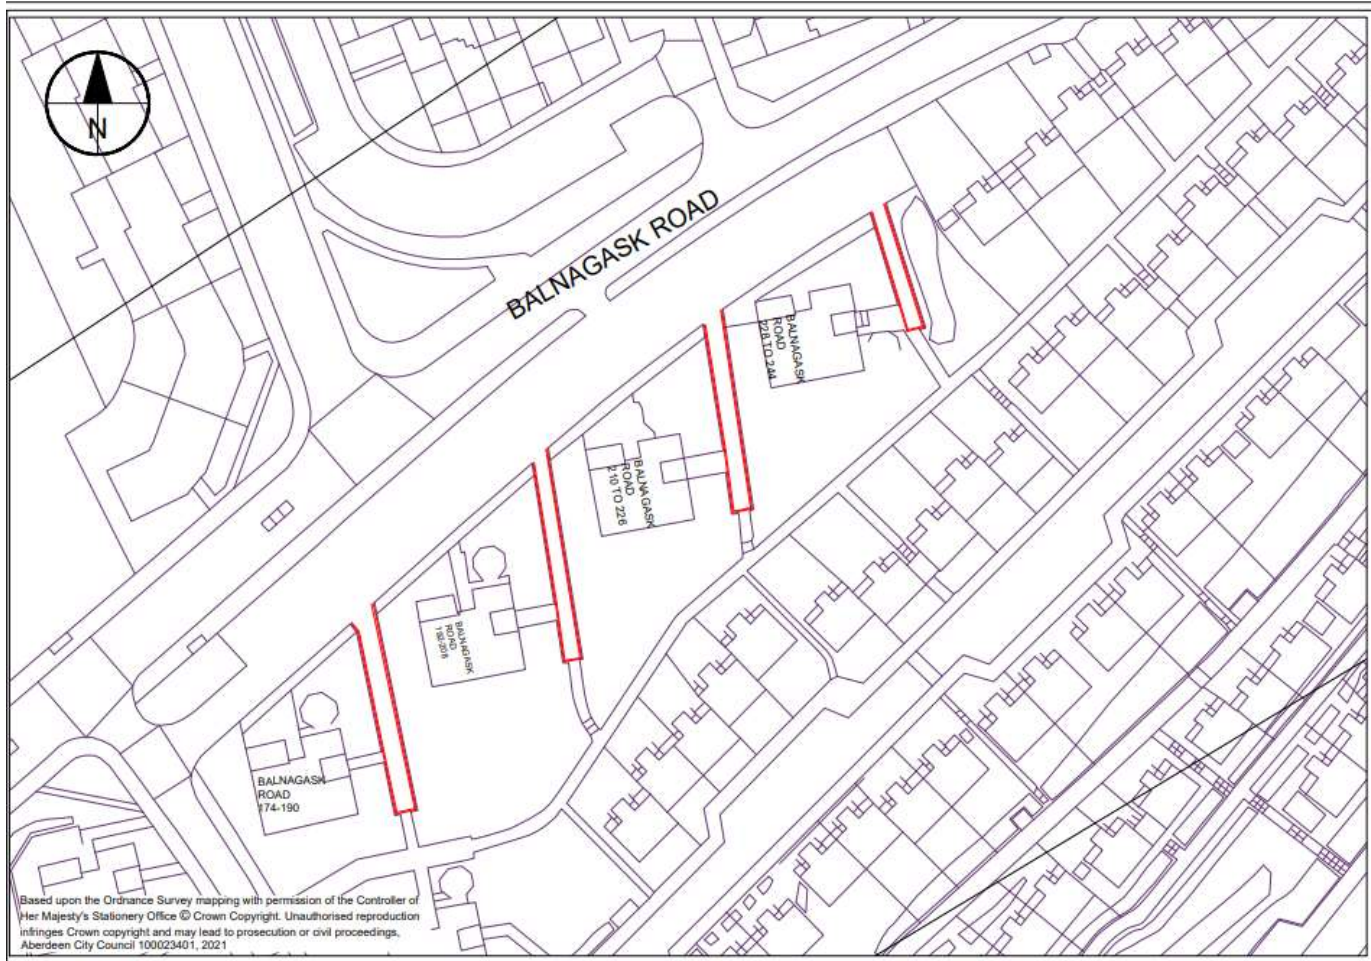 N
BALNAGASK ROAD
BALNAGASK
ROAD
228 TO 244
BALNAGASK
ROAD
210 TO 226
BALNAGASK
ROAD
192-208
BALNAGASK
ROAD
174-190
Based upon the Ordnance Survey mapping with permission of the Controller of
Her Majesty's Stationery Office © Crown Copyright. Unauthorised reproduction
infringes Crown copyright and may lead to prosecution or civil proceedings,
Aberdeen City Council 100023401, 2021